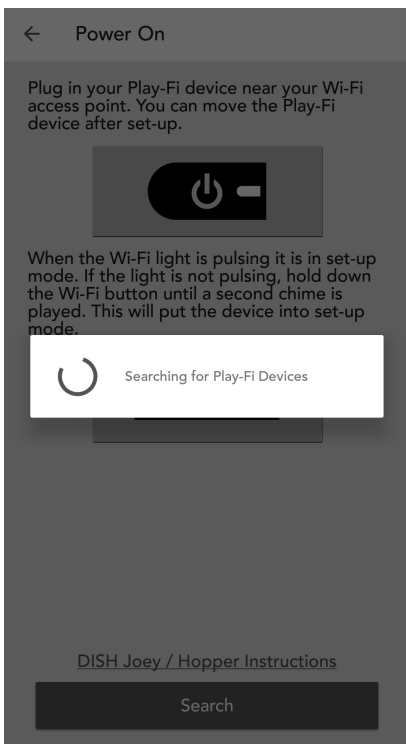 Power On
Plug in your Play-Fi device near your Wi-Fi
access point. You can move the Play-Fi
device after set-up.
When the Wi-Fi light is pulsing it is in set-up
mode. If the light is not pulsing, hold down
the Wi-Fi button until a second chime is
played. This will put the device into set-up
mode.
Searching for Play-Fi Devices
DISH Joey / Hopper Instructions
Search